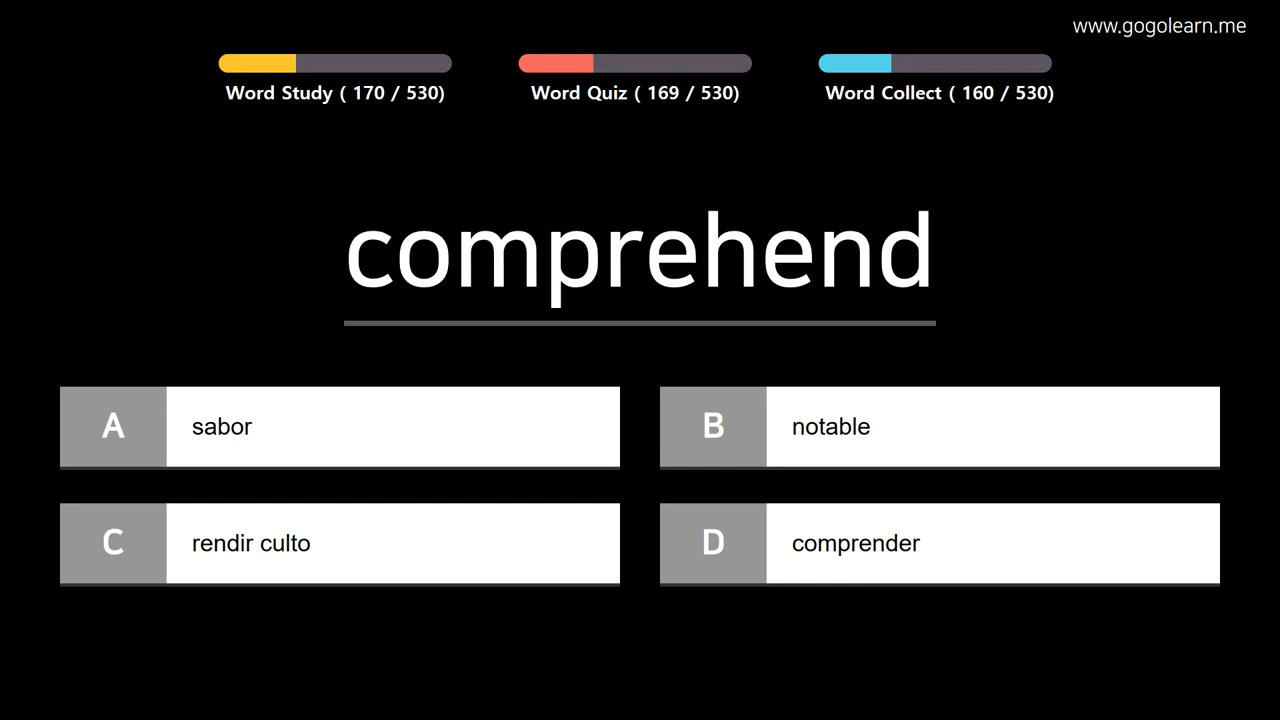 www.gogolearn.me
Word Study ( 170 / 530)
Word Quiz ( 169 / 530)
Word Collect ( 160 / 530)
comprehend
A
sabor
B
notable
C
rendir culto
D
comprender